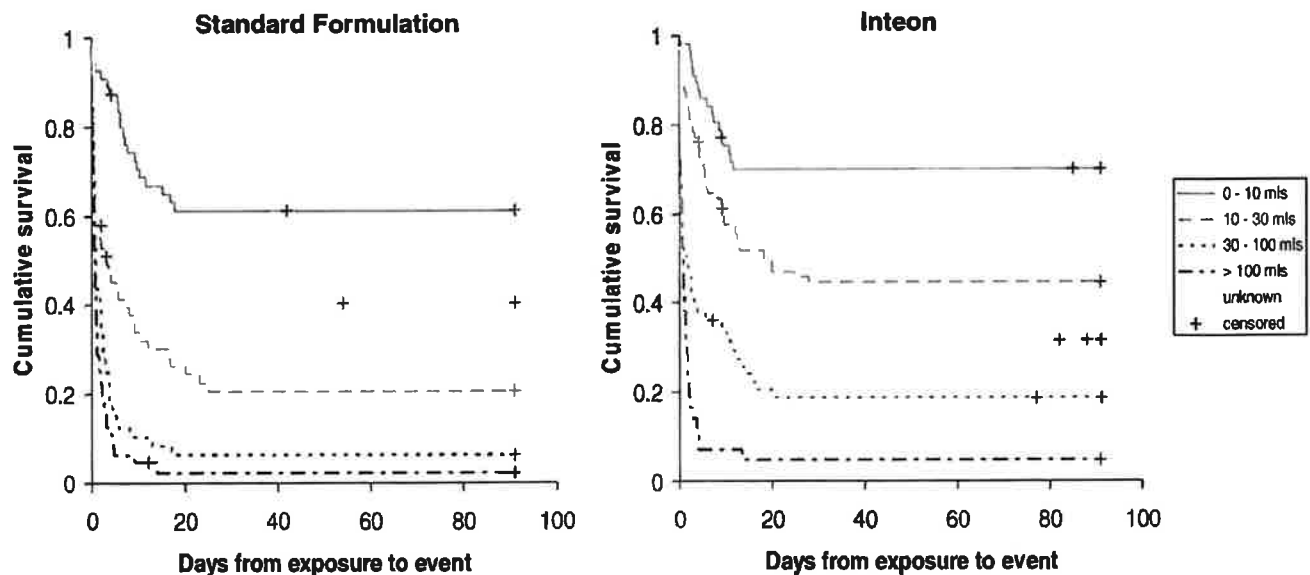 Standard Formulation
1
0.8
0.6
0.4
0.2
0
0 20 40 60 80 100
Cumulative survival
Days from exposure to event
Inteon
1
0.8
0.6
0.4
0.2
0
0 20 40 60 80 100
Cumulative survival
Days from exposure to event
0 - 10 mls
10 - 30 mls
30 - 100 mls
> 100 mls
unknown
+ censored